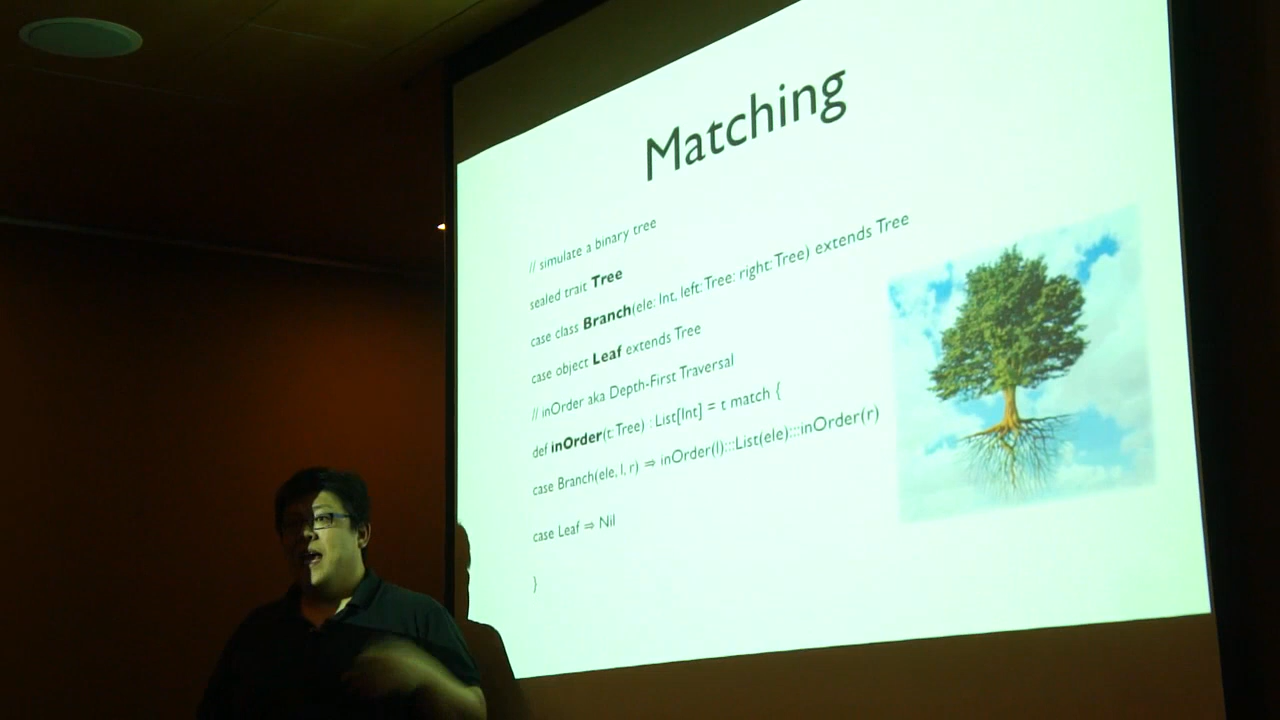 Matching
// simulate a binary tree
sealed trait Tree
case class Branch(ele: Int, left: Tree: right: Tree) extends Tree
case object Leaf extends Tree
// inOrder aka Depth-First Traversal
def inOrder(t: Tree) : List[Int] = t match {
case Branch(ele, l, r) ⇒ inOrder(l):::List(ele):::inOrder(r)
case Leaf ⇒ Nil
}